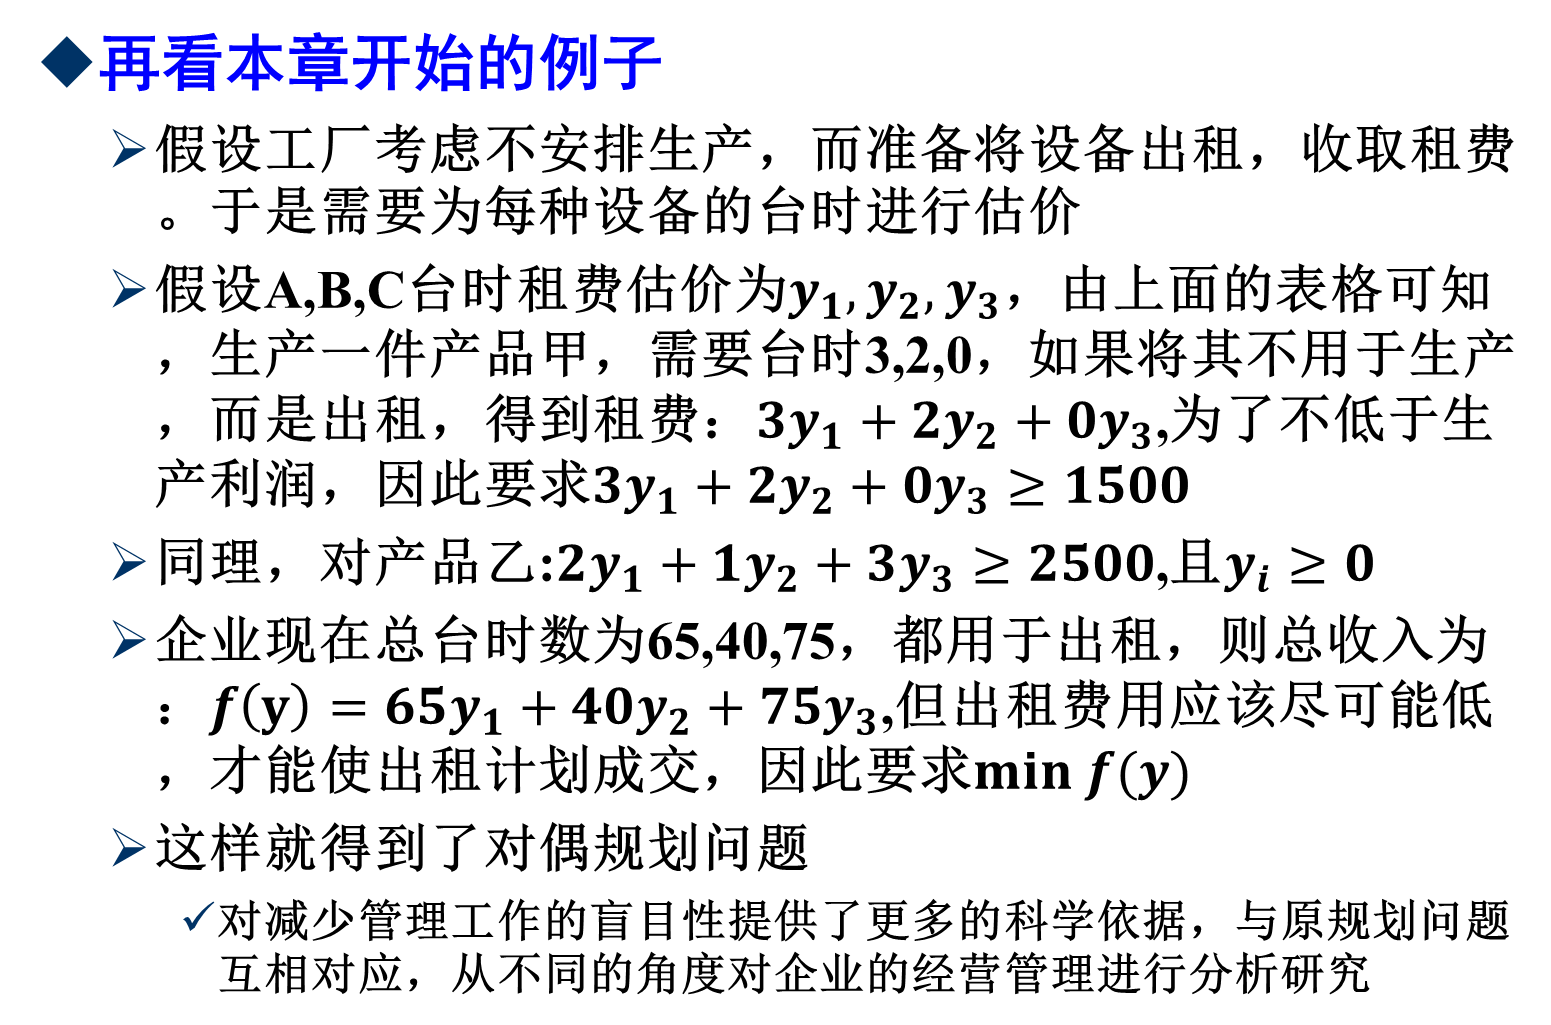 再看本章开始的例子
假设工厂考虑不安排生产，而准备将设备出租，收取租费
。于是需要为每种设备的台时进行估价
假设A,B,C台时租费估价为y₁, y₂, y₃，由上面的表格可知
，生产一件产品甲，需要台时3,2,0，如果将其不用于生产
，而是出租，得到租费：3y₁ + 2y₂ + 0y₃,为了不低于生
产利润，因此要求3y₁ + 2y₂ + 0y₃ ≥ 1500
同理，对产品乙:2y₁ + 1y₂ + 3y₃ ≥ 2500,且yᵢ ≥ 0
企业现在总台时数为65,40,75，都用于出租，则总收入为
：f(y) = 65y₁ + 40y₂ + 75y₃,但出租费用应该尽可能低
，才能使出租计划成交，因此要求min f(y)
这样就得到了对偶规划问题
对减少管理工作的盲目性提供了更多的科学依据，与原规划问题
互相对应，从不同的角度对企业的经营管理进行分析研究